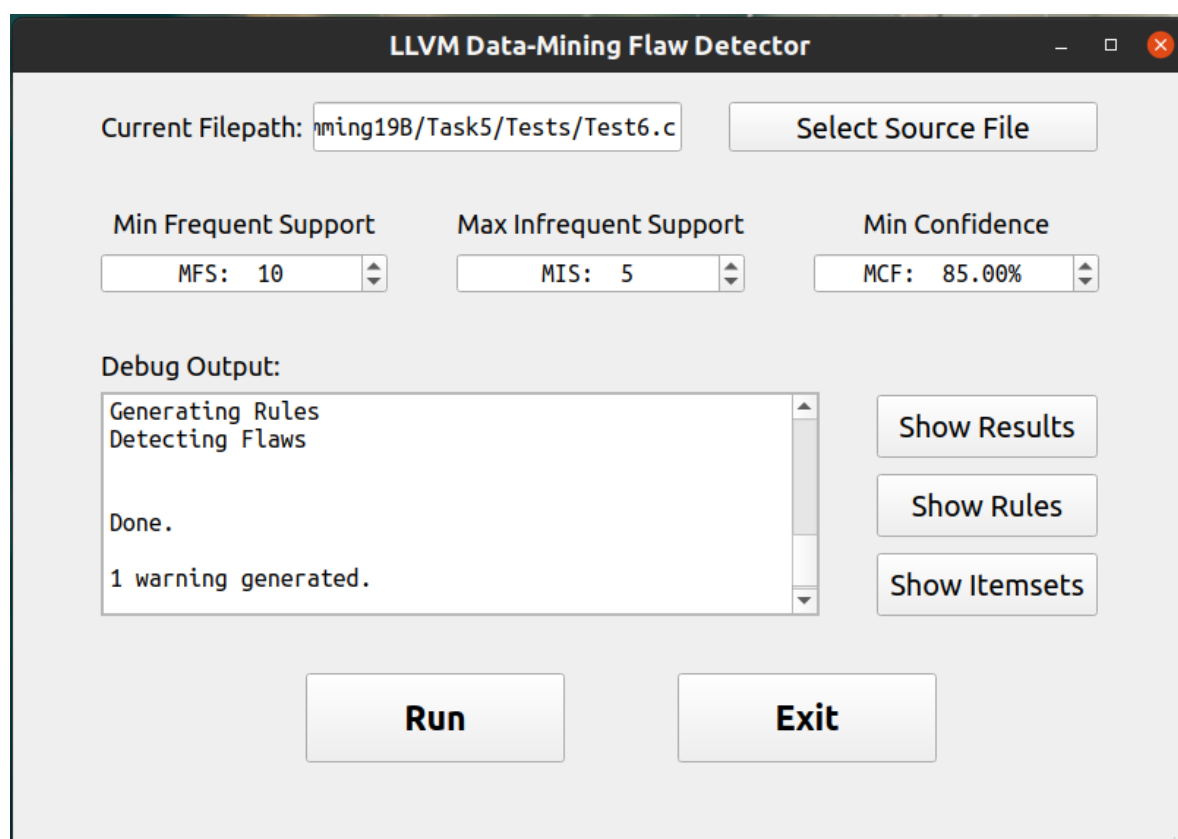 LLVM Data-Mining Flaw Detector
Current Filepath: mming19B/Task5/Tests/Test6.c Select Source File
Min Frequent Support Max Infrequent Support Min Confidence
MFS: 10 MIS: 5 MCF: 85.00%
Debug Output:
Generating Rules
Detecting Flaws
Show Results
Show Rules
Done.
1 warning generated.
Show Itemsets
Run Exit